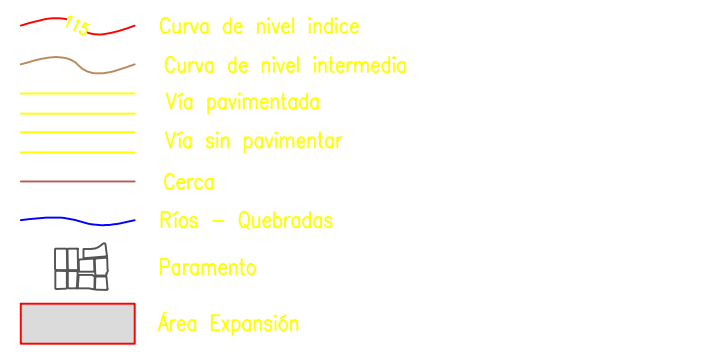 115 Curva de nivel indice
Curva de nivel intermedia
Vía pavimentada
Vía sin pavimentar
Cerca
Ríos - Quebradas
Paramento
Área Expansión